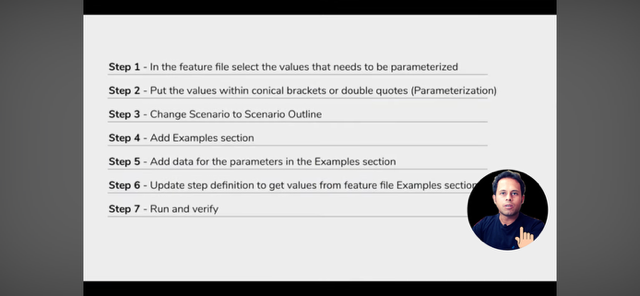 Step 1 - In the feature file select the values that needs to be parameterized
Step 2 - Put the values within conical brackets or double quotes (Parameterization)
Step 3 - Change Scenario to Scenario Outline
Step 4 - Add Examples section
Step 5 - Add data for the parameters in the Examples section
Step 6 - Update step definition to get values from feature file Examples section
Step 7 - Run and verify